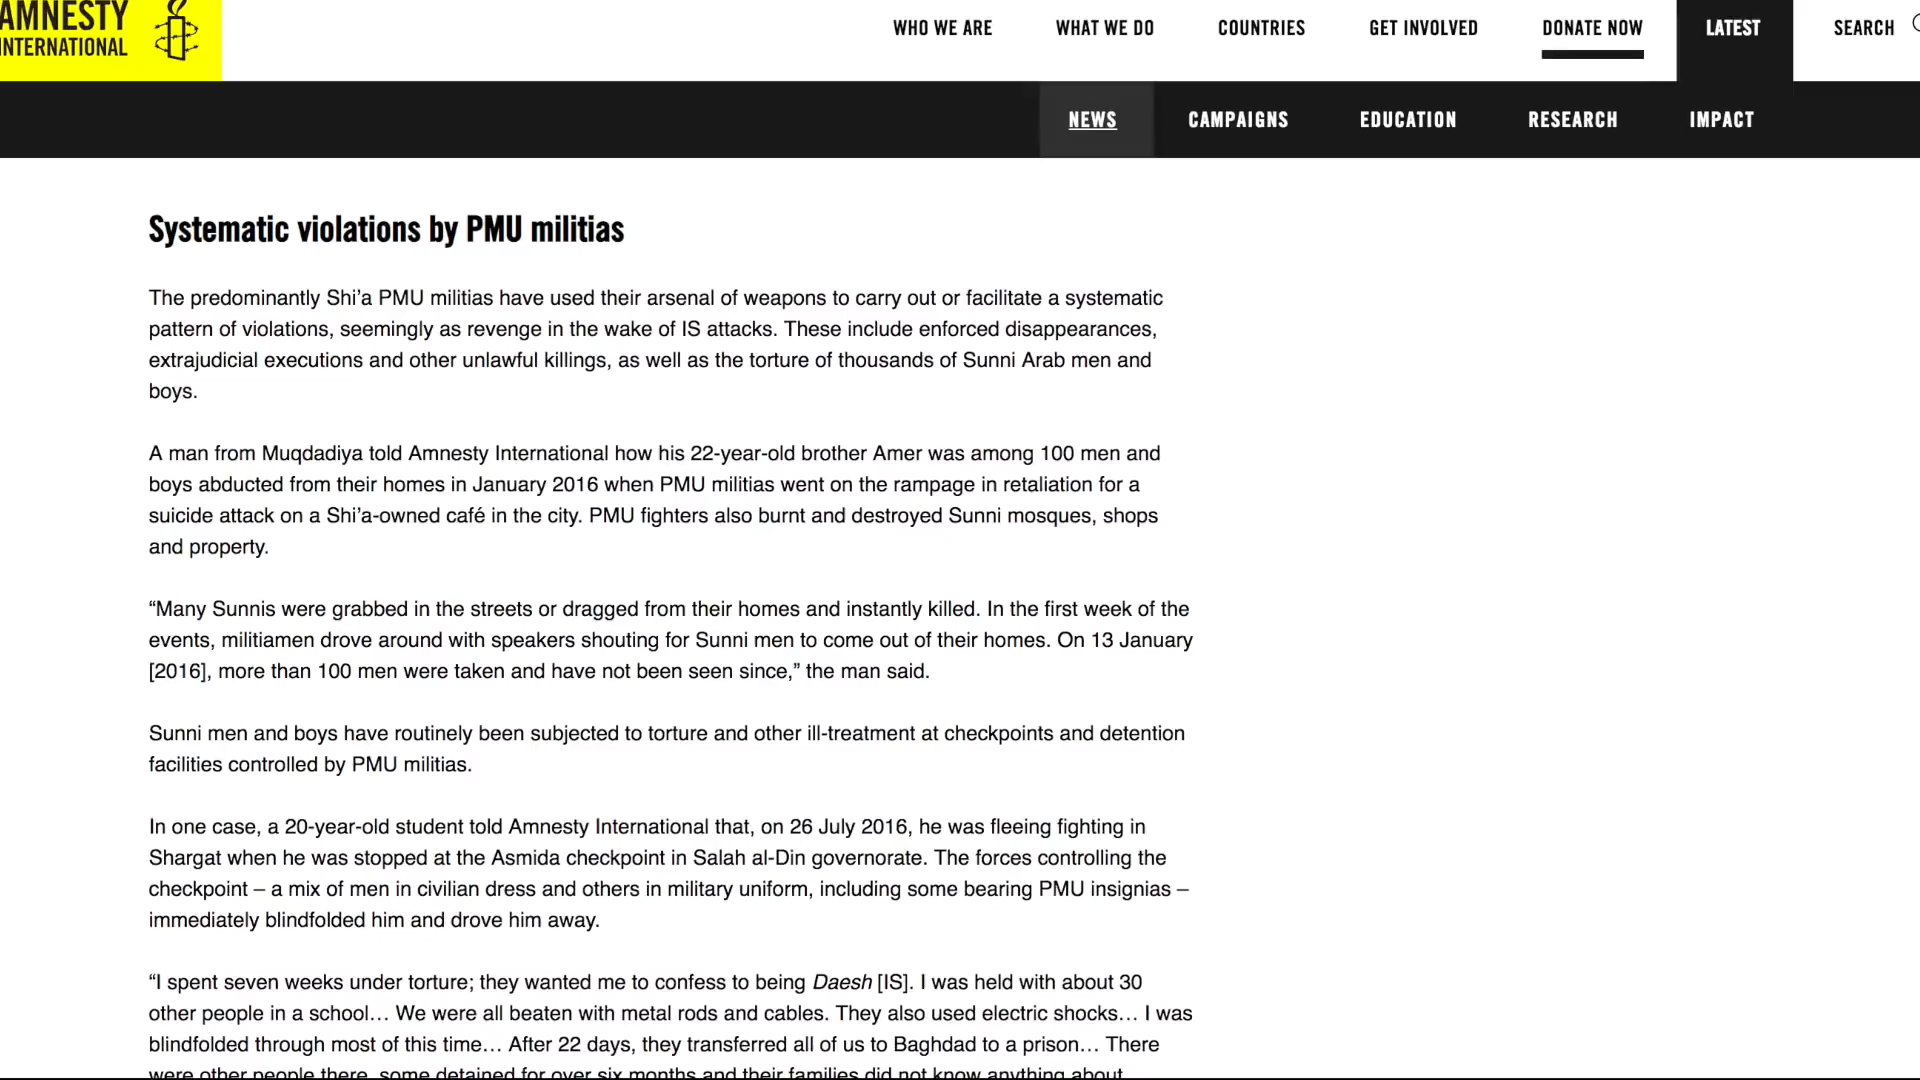 AMNESTY
INTERNATIONAL
WHO WE ARE
WHAT WE DO
COUNTRIES
GET INVOLVED
DONATE NOW
LATEST
SEARCH
NEWS
CAMPAIGNS
EDUCATION
RESEARCH
IMPACT
Systematic violations by PMU militias
The predominantly Shi’a PMU militias have used their arsenal of weapons to carry out or facilitate a systematic
pattern of violations, seemingly as revenge in the wake of IS attacks. These include enforced disappearances,
extrajudicial executions and other unlawful killings, as well as the torture of thousands of Sunni Arab men and
boys.
A man from Muqdadiya told Amnesty International how his 22-year-old brother Amer was among 100 men and
boys abducted from their homes in January 2016 when PMU militias went on the rampage in retaliation for a
suicide attack on a Shi’a-owned café in the city. PMU fighters also burnt and destroyed Sunni mosques, shops
and property.
“Many Sunnis were grabbed in the streets or dragged from their homes and instantly killed. In the first week of the
events, militiamen drove around with speakers shouting for Sunni men to come out of their homes. On 13 January
[2016], more than 100 men were taken and have not been seen since,” the man said.
Sunni men and boys have routinely been subjected to torture and other ill-treatment at checkpoints and detention
facilities controlled by PMU militias.
In one case, a 20-year-old student told Amnesty International that, on 26 July 2016, he was fleeing fighting in
Shargat when he was stopped at the Asmida checkpoint in Salah al-Din governorate. The forces controlling the
checkpoint – a mix of men in civilian dress and others in military uniform, including some bearing PMU insignias –
immediately blindfolded him and drove him away.
“I spent seven weeks under torture; they wanted me to confess to being Daesh [IS]. I was held with about 30
other people in a school… We were all beaten with metal rods and cables. They also used electric shocks… I was
blindfolded through most of this time… After 22 days, they transferred all of us to Baghdad to a prison… There
were other people there, some detained for over six months and their families did not know anything about